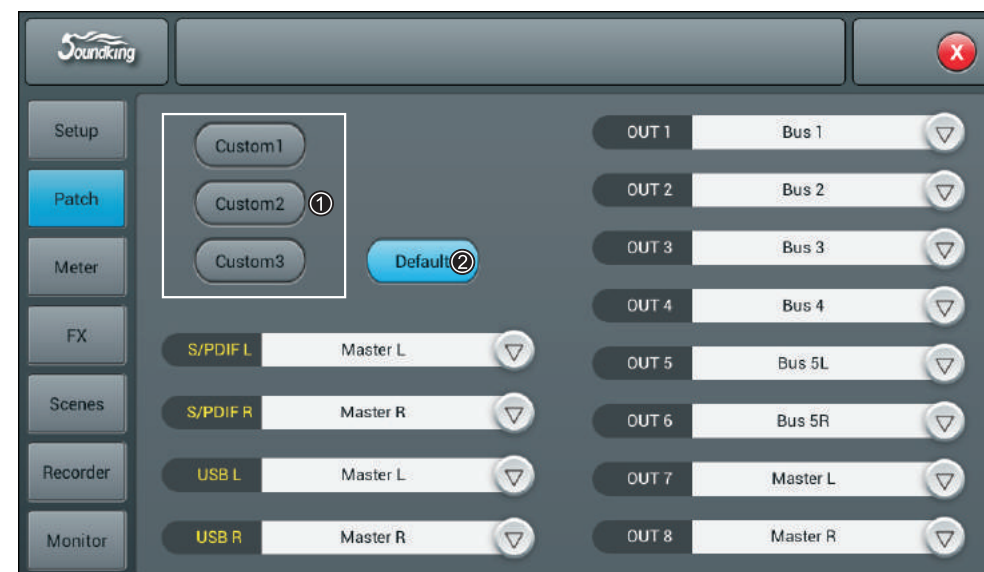 Soundking
X
Setup
Patch
Meter
FX
Scenes
Recorder
Monitor
Custom1
Custom2 ①
Custom3
Default ②
S/PDIF L Master L
S/PDIF R Master R
USB L Master L
USB R Master R
OUT 1 Bus 1
OUT 2 Bus 2
OUT 3 Bus 3
OUT 4 Bus 4
OUT 5 Bus 5L
OUT 6 Bus 5R
OUT 7 Master L
OUT 8 Master R